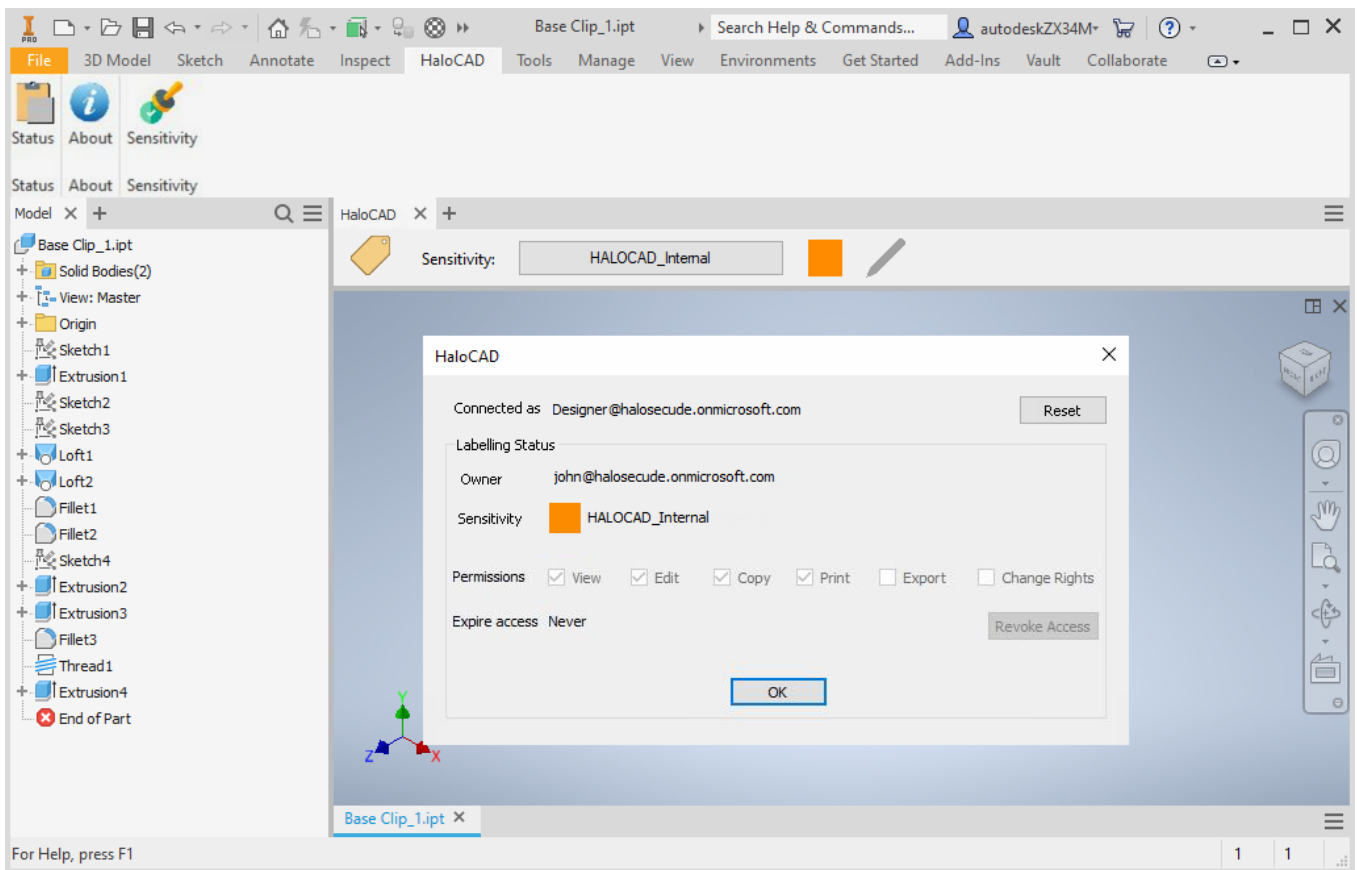 PRO
Base Clip_1.ipt
Search Help & Commands...
autodeskZX34M
File 3D Model Sketch Annotate Inspect HaloCAD Tools Manage View Environments Get Started Add-Ins Vault Collaborate
Status About Sensitivity
Status About Sensitivity
Model
HaloCAD
Base Clip_1.ipt
Solid Bodies(2)
View: Master
Origin
Sketch1
Extrusion1
Sketch2
Sketch3
Loft1
Loft2
Fillet1
Fillet2
Sketch4
Extrusion2
Extrusion3
Fillet3
Thread1
Extrusion4
End of Part
Sensitivity: HALOCAD_Internal
HaloCAD
Connected as Designer@halosecude.onmicrosoft.com Reset
Labelling Status
Owner john@halosecude.onmicrosoft.com
Sensitivity HALOCAD_Internal
Permissions View Edit Copy Print Export Change Rights
Expire access Never Revoke Access
OK
Y
Z X
Base Clip_1.ipt
For Help, press F1 1 1